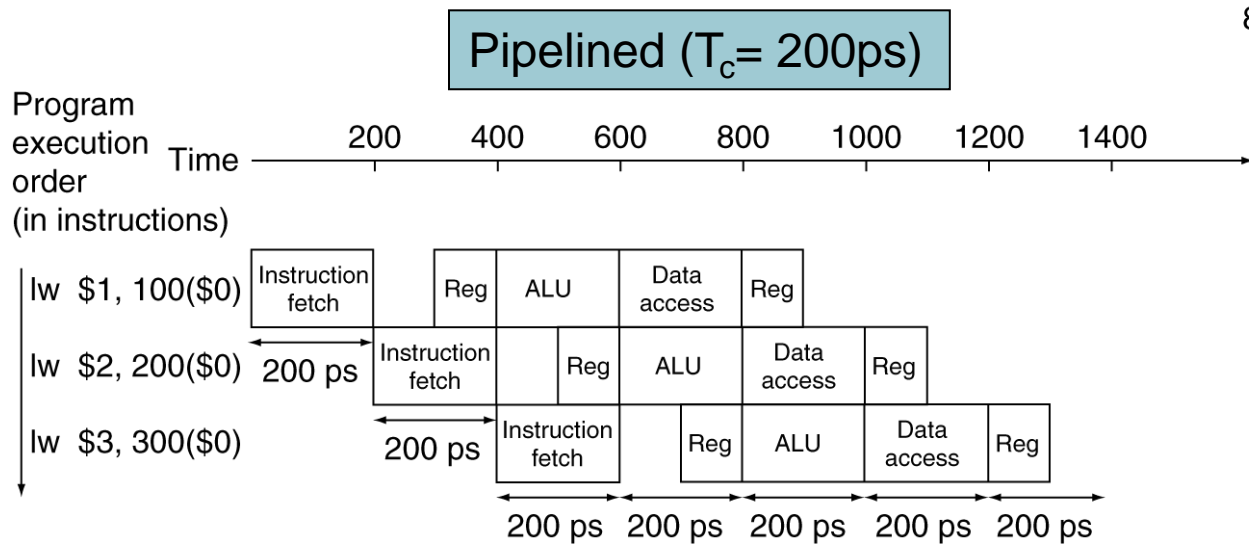 8
Pipelined (Tc= 200ps)
Program
execution
order
(in instructions)
Time
200 400 600 800 1000 1200 1400
lw $1, 100($0)
Instruction
fetch
Reg
ALU
Data
access
Reg
200 ps
lw $2, 200($0)
Instruction
fetch
Reg
ALU
Data
access
Reg
200 ps
lw $3, 300($0)
Instruction
fetch
Reg
ALU
Data
access
Reg
200 ps 200 ps 200 ps 200 ps 200 ps